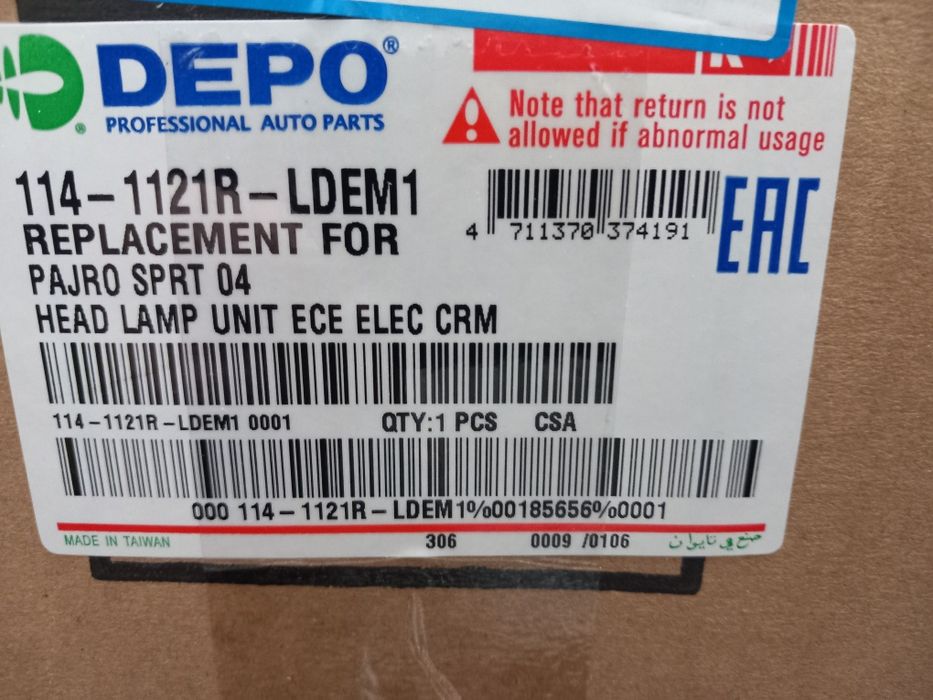 DEPO®
PROFESSIONAL AUTO PARTS
R
Note that return is not
allowed if abnormal usage
114-1121R-LDEM1
4 711370 374191
EAC
REPLACEMENT FOR
PAJRO SPRT 04
HEAD LAMP UNIT ECE ELEC CRM
114-1121R-LDEM1 0001 QTY:1 PCS CSA
000 114-1121R-LDEM1%00185656%0001
MADE IN TAIWAN 306 0009 /0106 صنع في تايوان